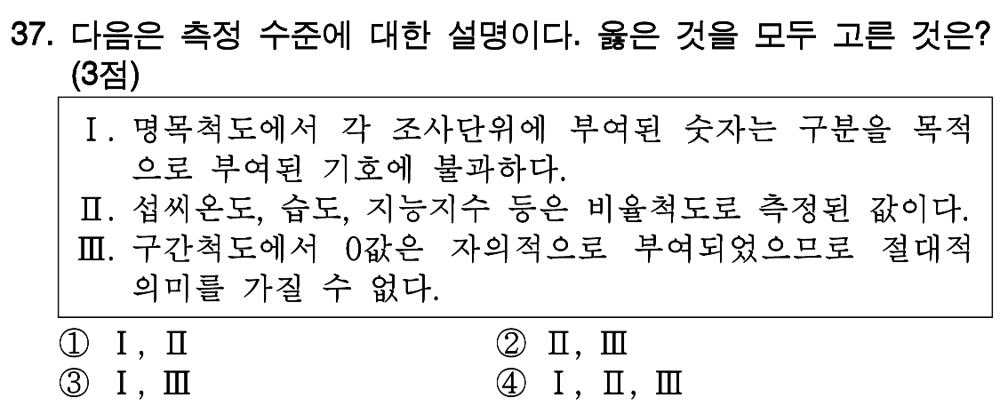 37. 다음은 측정 수준에 대한 설명이다. 옳은 것을 모두 고른 것은?
(3점)
Ⅰ. 명목척도에서 각 조사단위에 부여된 숫자는 구분을 목적
으로 부여된 기호에 불과하다.
Ⅱ. 섭씨온도, 습도, 지능지수 등은 비율척도로 측정된 값이다.
Ⅲ. 구간척도에서 0값은 자의적으로 부여되었으므로 절대적
의미를 가질 수 없다.
① Ⅰ, Ⅱ ② Ⅱ, Ⅲ
③ Ⅰ, Ⅲ ④ Ⅰ, Ⅱ, Ⅲ